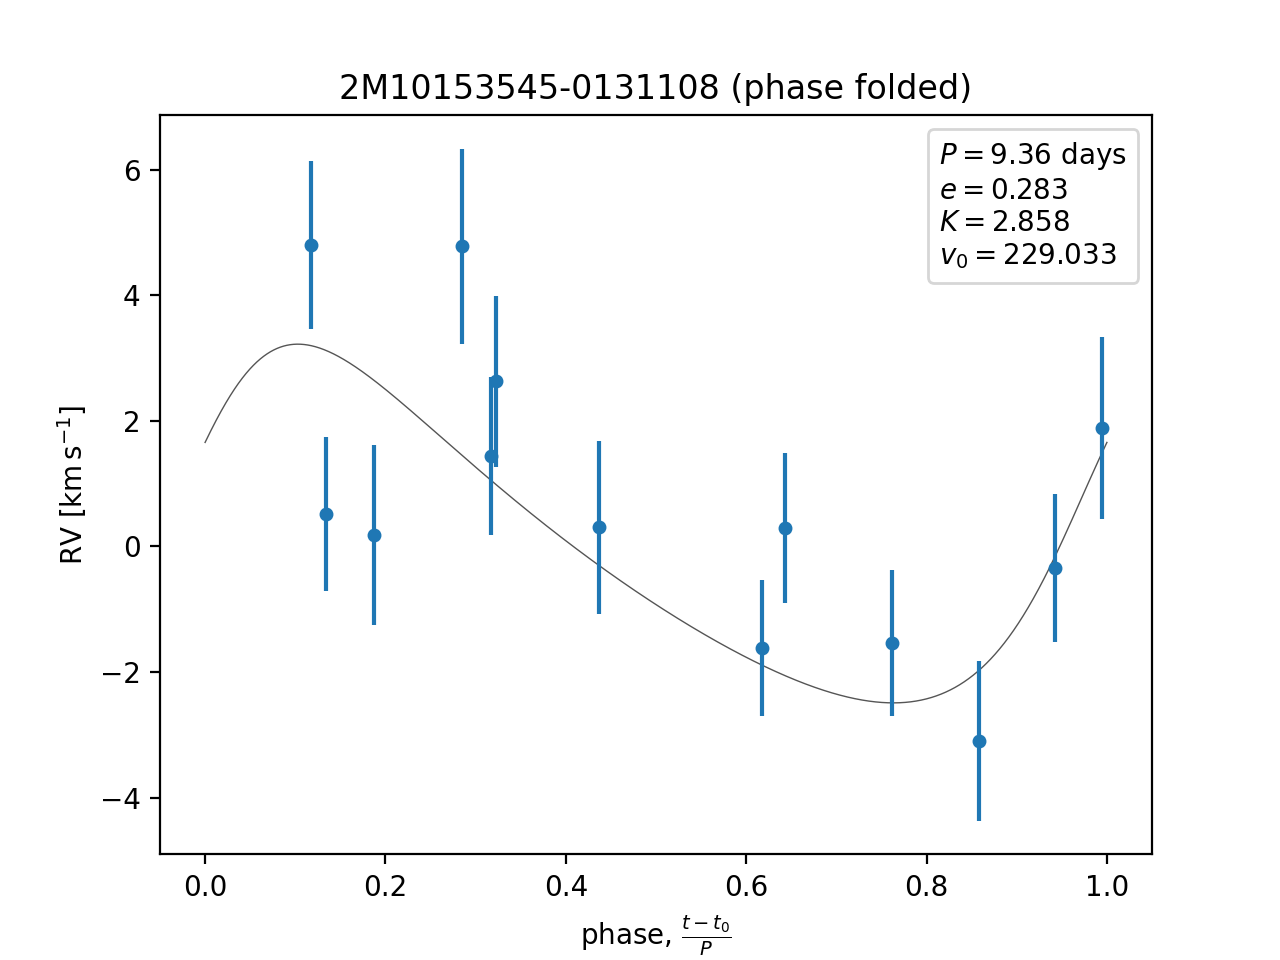 2M10153545-0131108 (phase folded)
P = 9.36 days
e = 0.283
K = 2.858
v₀ = 229.033
6
4
2
0
−2
−4
RV [km s⁻¹]
0.0 0.2 0.4 0.6 0.8 1.0
phase, (t − t₀)/P